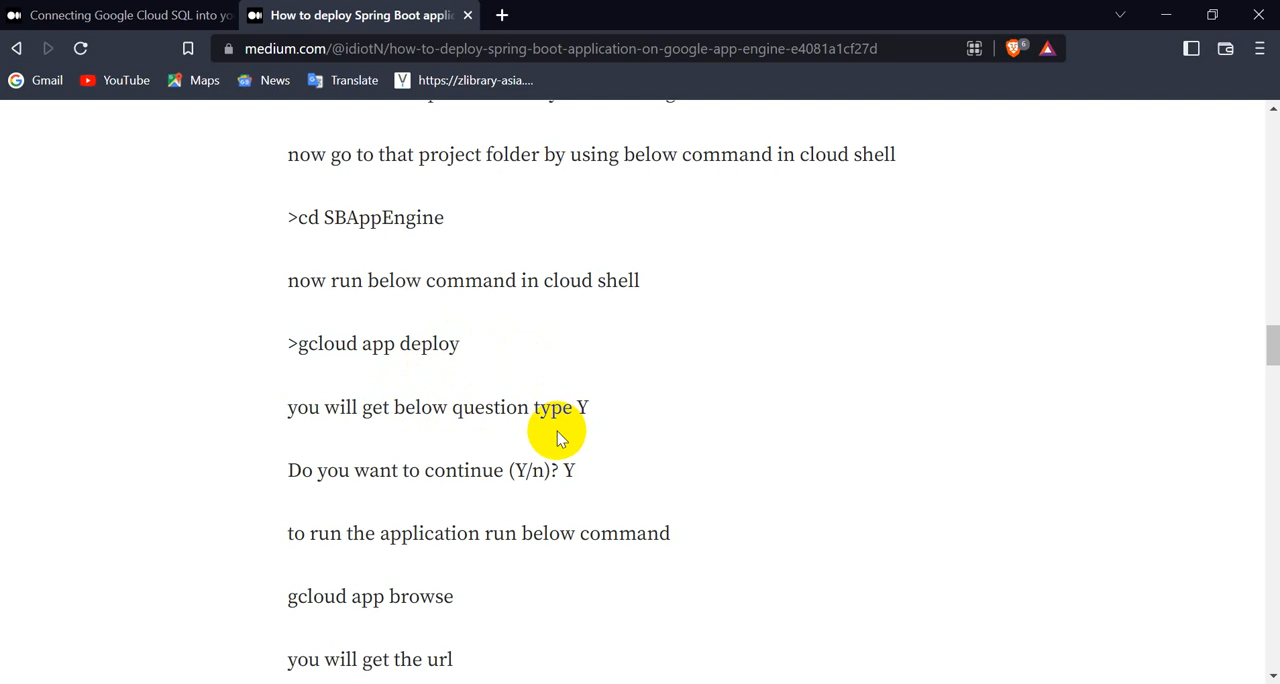 Connecting Google Cloud SQL into yo
How to deploy Spring Boot applic
medium.com/@idiotN/how-to-deploy-spring-boot-application-on-google-app-engine-e4081a1cf27d
6
Gmail YouTube Maps News Translate https://zlibrary-asia....
now go to that project folder by using below command in cloud shell
>cd SBAppEngine
now run below command in cloud shell
>gcloud app deploy
you will get below question type Y
Do you want to continue (Y/n)? Y
to run the application run below command
gcloud app browse
you will get the url